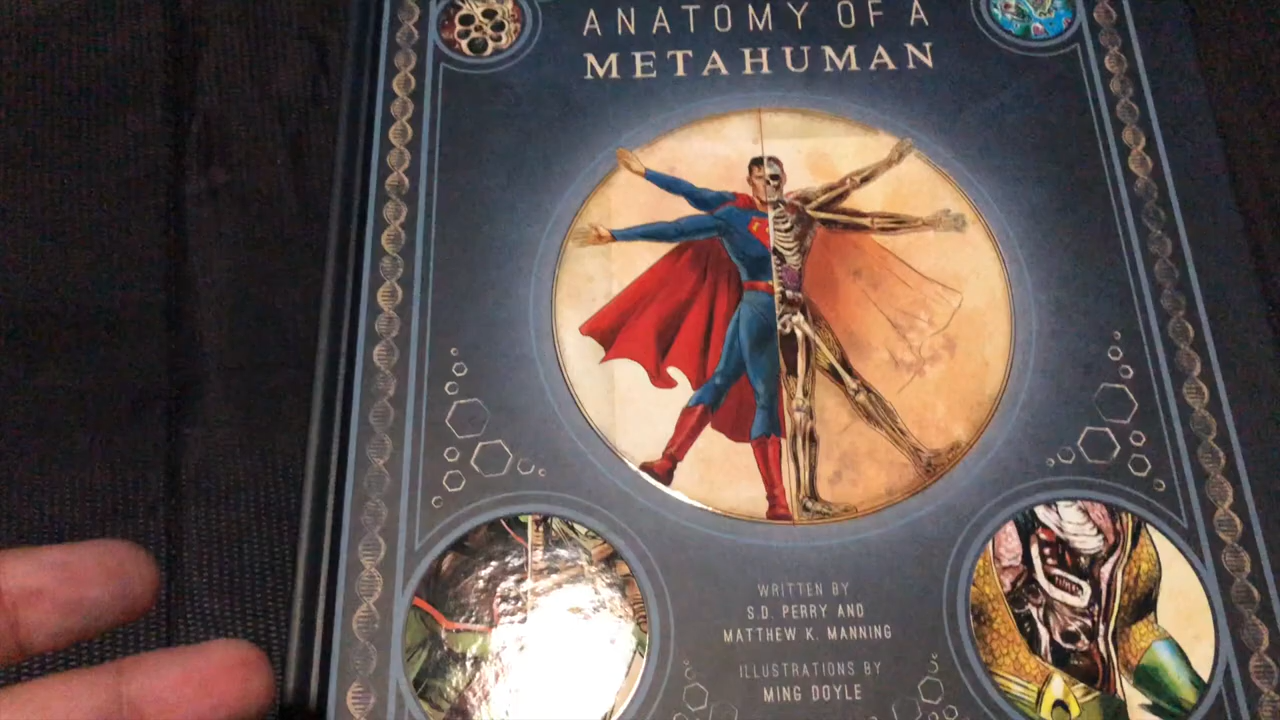 ANATOMY OF A
METAHUMAN
WRITTEN BY
S.D. PERRY AND
MATTHEW K. MANNING
ILLUSTRATIONS BY
MING DOYLE